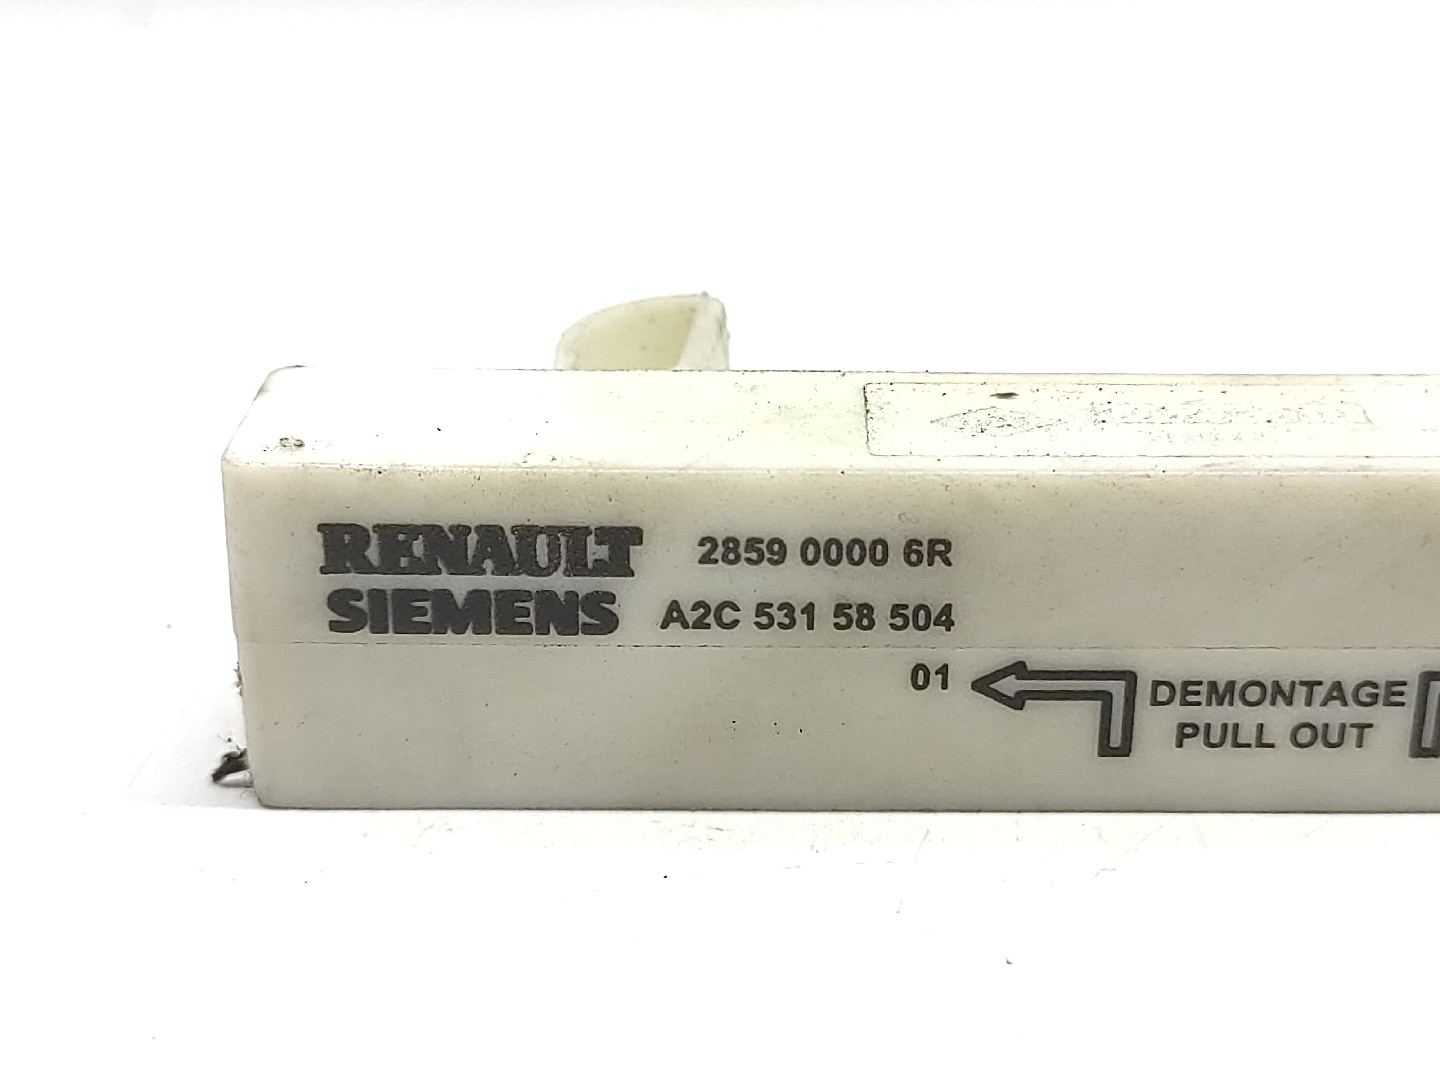 RENAULT 2859 0000 6R
SIEMENS A2C 531 58 504
01
DEMONTAGE
PULL OUT